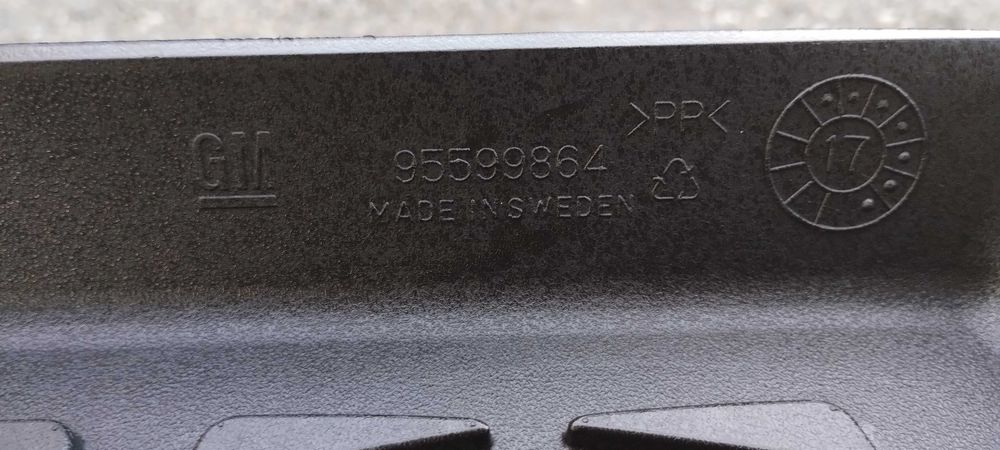 GM
95599864
MADE IN SWEDEN
>PP<
17